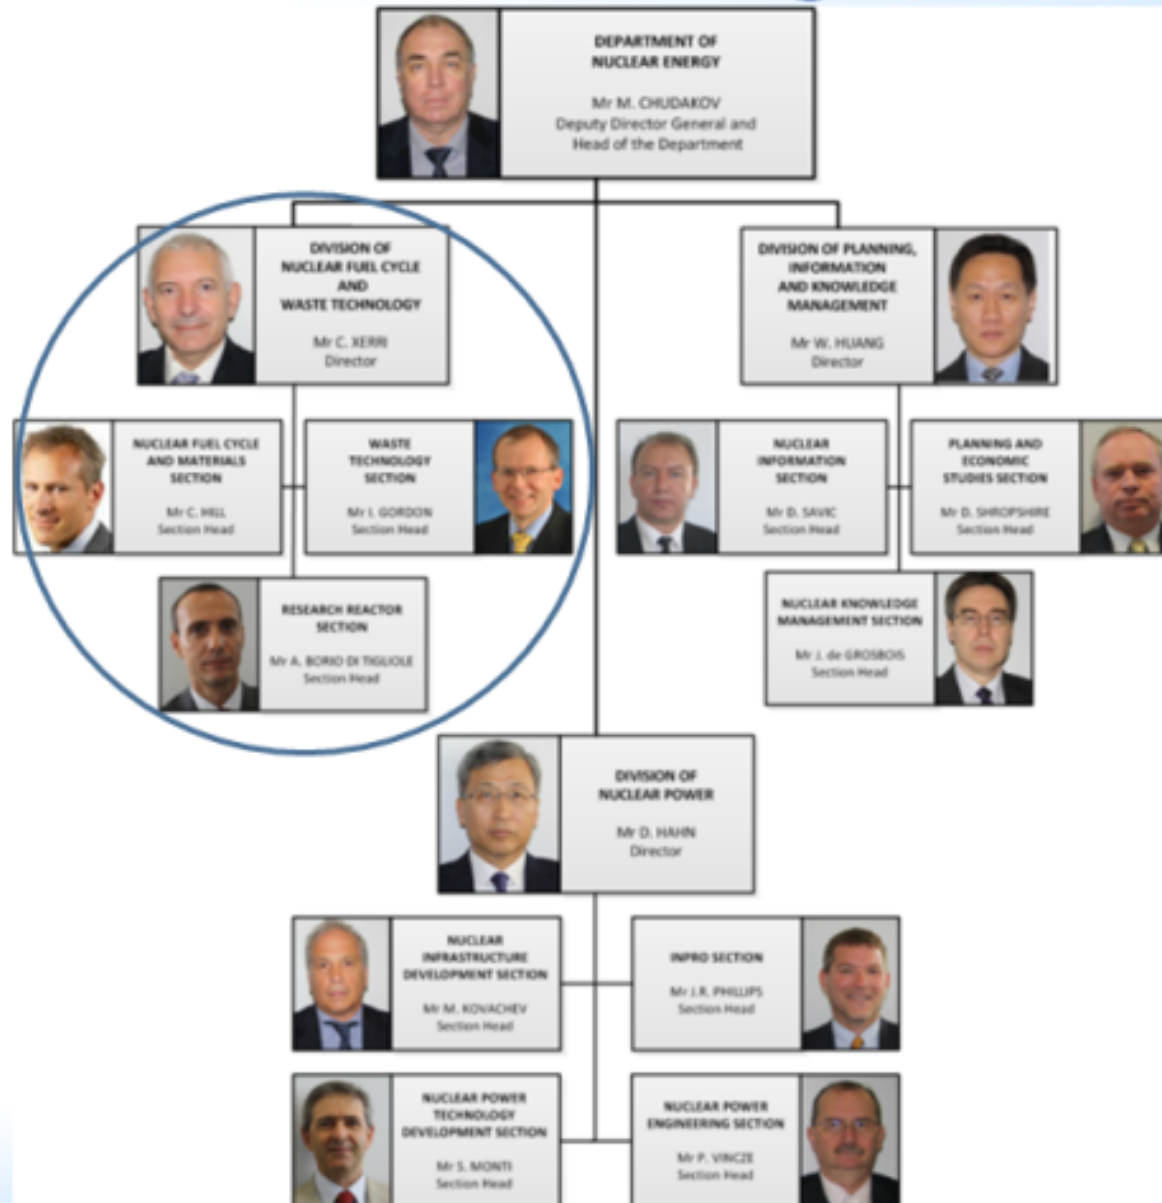 DEPARTMENT OF
NUCLEAR ENERGY
Mr M. CHUDAKOV
Deputy Director General and
Head of the Department
DIVISION OF
NUCLEAR FUEL CYCLE
AND
WASTE TECHNOLOGY
Mr C. XERRI
Director
DIVISION OF PLANNING,
INFORMATION
AND KNOWLEDGE
MANAGEMENT
Mr W. HUANG
Director
NUCLEAR FUEL CYCLE
AND MATERIALS
SECTION
Mr C. HILL
Section Head
WASTE
TECHNOLOGY
SECTION
Mr I. GORDON
Section Head
NUCLEAR
INFORMATION
SECTION
Mr D. SAVIC
Section Head
PLANNING AND
ECONOMIC
STUDIES SECTION
Mr D. SHROPSHIRE
Section Head
RESEARCH REACTOR
SECTION
Mr A. BORIO DI TIGLIOLE
Section Head
NUCLEAR KNOWLEDGE
MANAGEMENT SECTION
Mr J. de GROSBOIS
Section Head
DIVISION OF
NUCLEAR POWER
Mr D. HAHN
Director
NUCLEAR
INFRASTRUCTURE
DEVELOPMENT SECTION
Mr M. KOVACHEV
Section Head
INPRO SECTION
Mr J.R. PHILLIPS
Section Head
NUCLEAR POWER
TECHNOLOGY
DEVELOPMENT SECTION
Mr S. MONTI
Section Head
NUCLEAR POWER
ENGINEERING SECTION
Mr P. VINCZE
Section Head